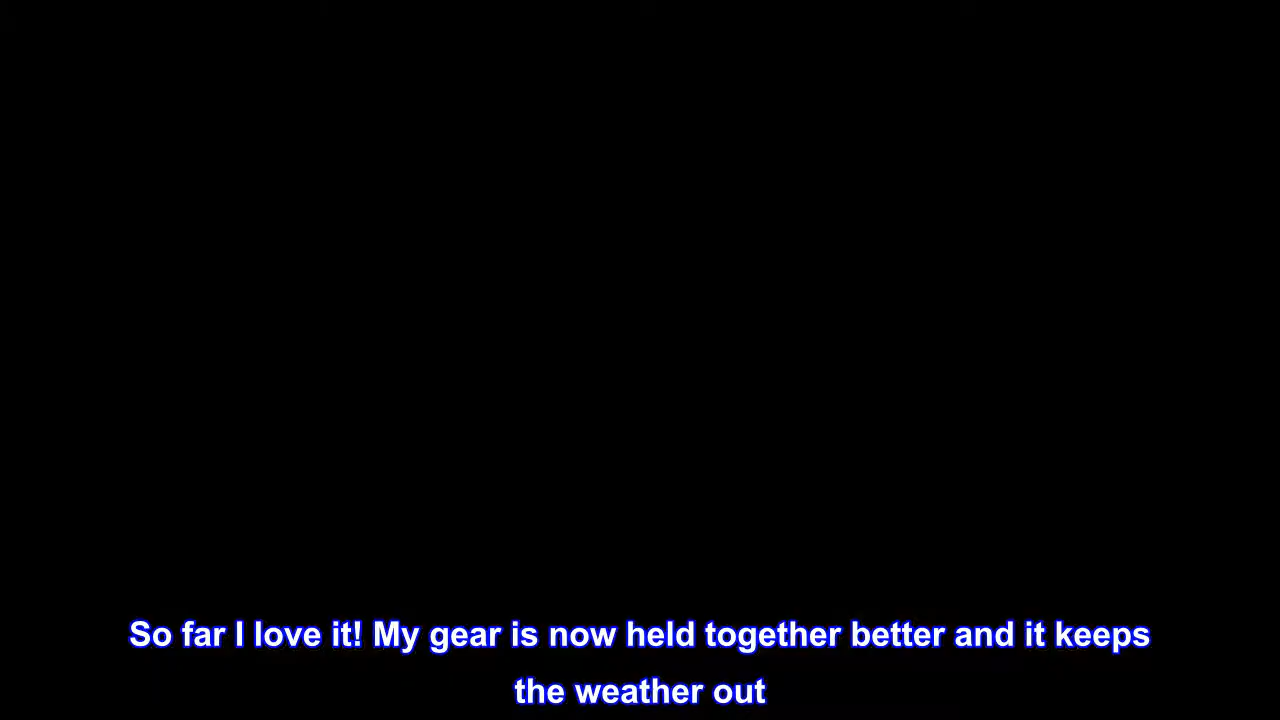 So far I love it! My gear is now held together better and it keeps
the weather out